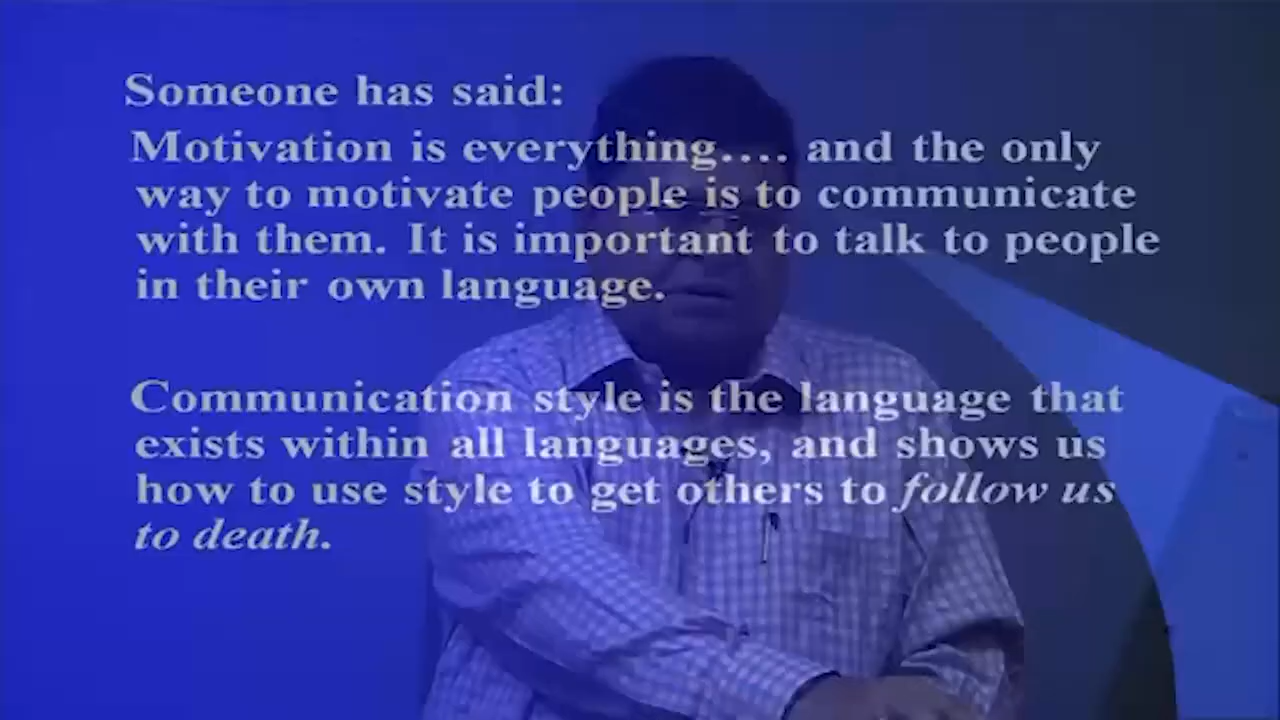 Someone has said:
Motivation is everything.... and the only
way to motivate people is to communicate
with them. It is important to talk to people
in their own language.
Communication style is the language that
exists within all languages, and shows us
how to use style to get others to follow us
to death.